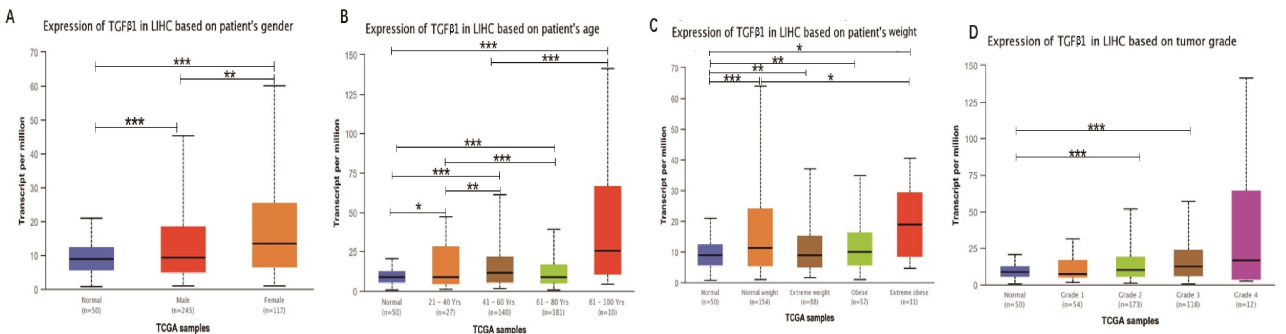 A
Expression of TGFβ1 in LIHC based on patient's gender
Transcript per million
70
60
50
40
30
20
10
0
***
**
***
Normal
(n=50)
Male
(n=245)
Female
(n=117)
TCGA samples
B
Expression of TGFβ1 in LIHC based on patient's age
Transcript per million
150
125
100
75
50
25
0
***
***
***
***
***
**
*
Normal
(n=50)
21 – 40 Yrs
(n=27)
41 – 60 Yrs
(n=140)
61 – 80 Yrs
(n=181)
81 – 100 Yrs
(n=10)
TCGA samples
C
Expression of TGFβ1 in LIHC based on patient's weight
Transcript per million
70
60
50
40
30
20
10
0
*
**
**
***
*
Normal
(n=50)
Normal weight
(n=154)
Extreme weight
(n=88)
Obese
(n=57)
Extreme obese
(n=11)
TCGA samples
D
Expression of TGFβ1 in LIHC based on tumor grade
Transcript per million
150
125
100
75
50
25
0
***
***
Normal
(n=50)
Grade 1
(n=54)
Grade 2
(n=173)
Grade 3
(n=118)
Grade 4
(n=12)
TCGA samples